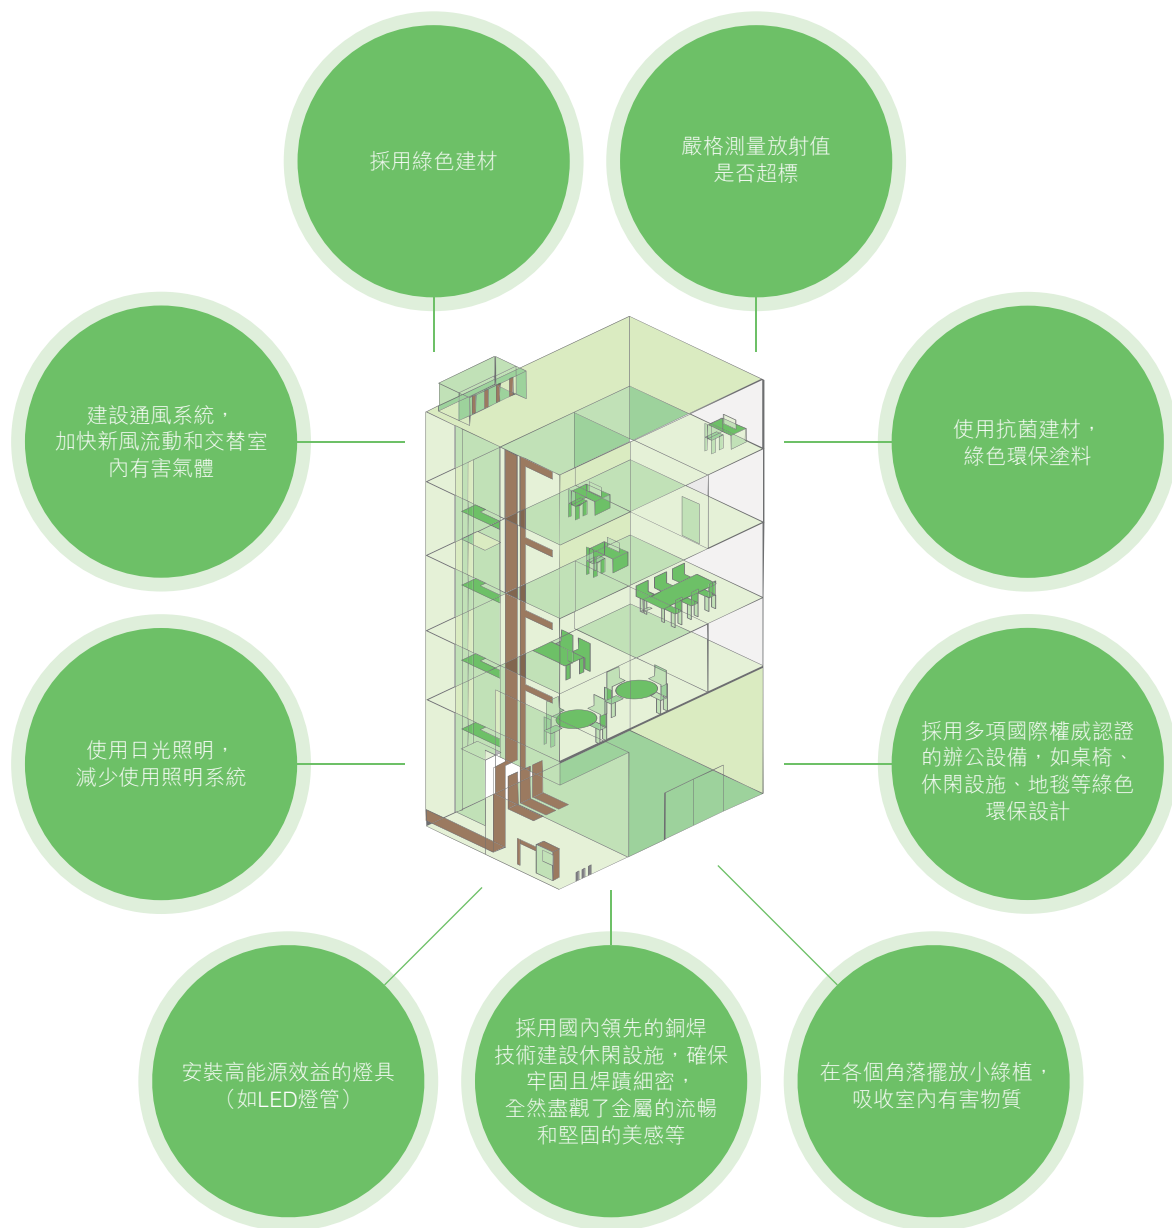 採用綠色建材
嚴格測量放射值
是否超標
建設通風系統，
加快新風流動和交替室
內有害氣體
使用抗菌建材，
綠色環保塗料
使用日光照明，
減少使用照明系統
採用多項國際權威認證
的辦公設備，如桌椅、
休閑設施、地毯等綠色
環保設計
安裝高能源效益的燈具
（如LED燈管）
採用國內領先的銅焊
技術建設休閑設施，確保
牢固且焊蹟細密，
全然盡觀了金屬的流暢
和堅固的美感等
在各個角落擺放小綠植，
吸收室內有害物質